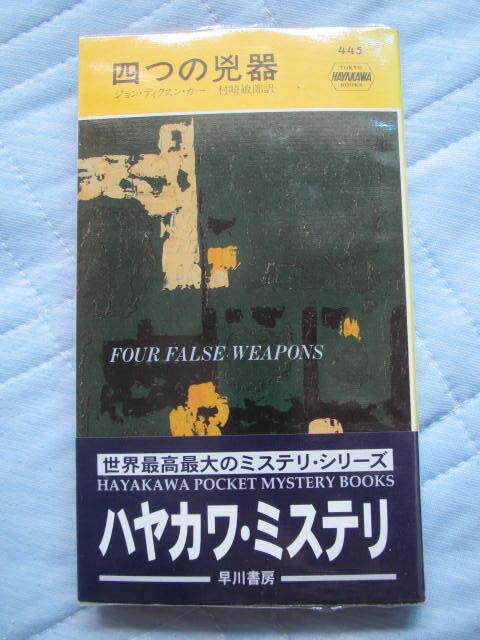 四つの兇器
445
TOKYO
HAYAKAWA
BOOKS
ジョン・ディクスン・カー 村崎敏郎訳
FOUR FALSE WEAPONS
世界最高最大のミステリ・シリーズ
HAYAKAWA POCKET MYSTERY BOOKS
ハヤカワ・ミステリ
早川書房